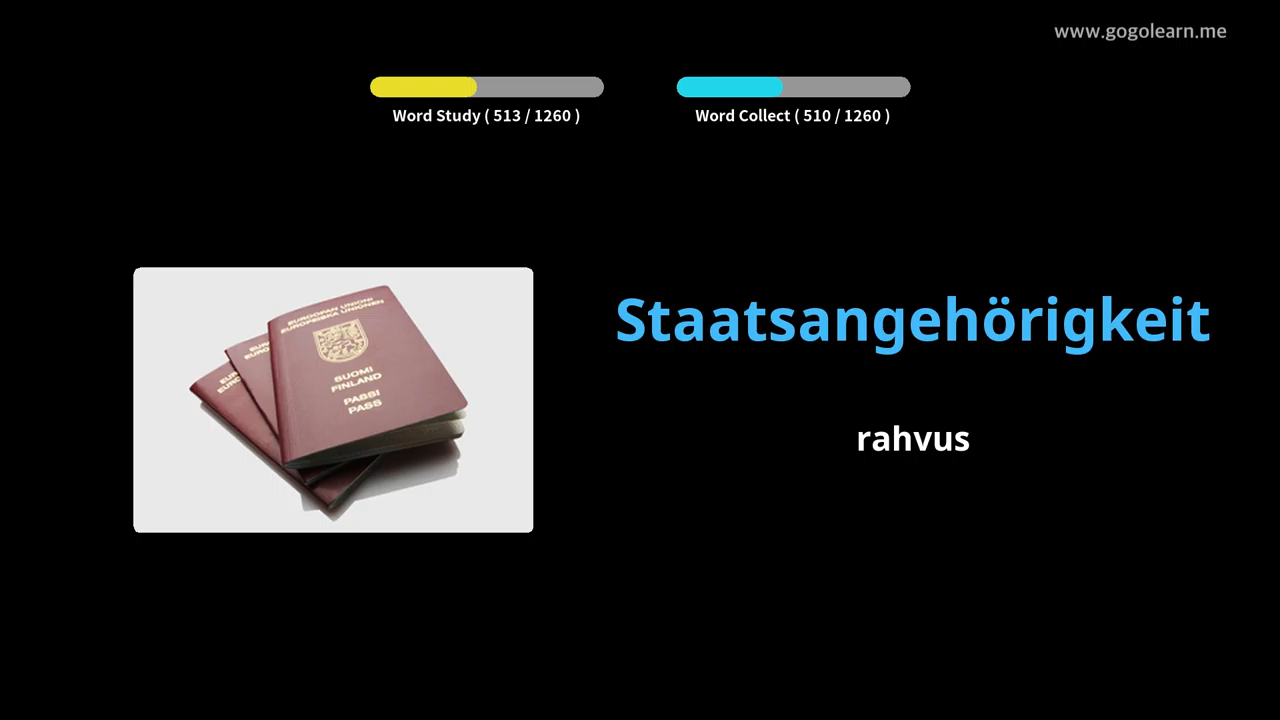 www.gogolearn.me
Word Study ( 513 / 1260 )
Word Collect ( 510 / 1260 )
Staatsangehörigkeit
rahvus
EUROOPAN UNIONI
EUROPEISKA UNIONEN
SUOMI
FINLAND
PASSI
PASS